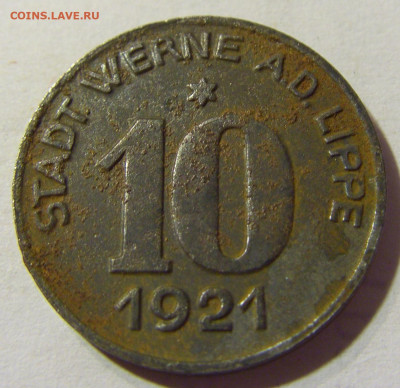 COINS.LAVE.RU
STADT WERNE A.D. LIPPE
10
1921